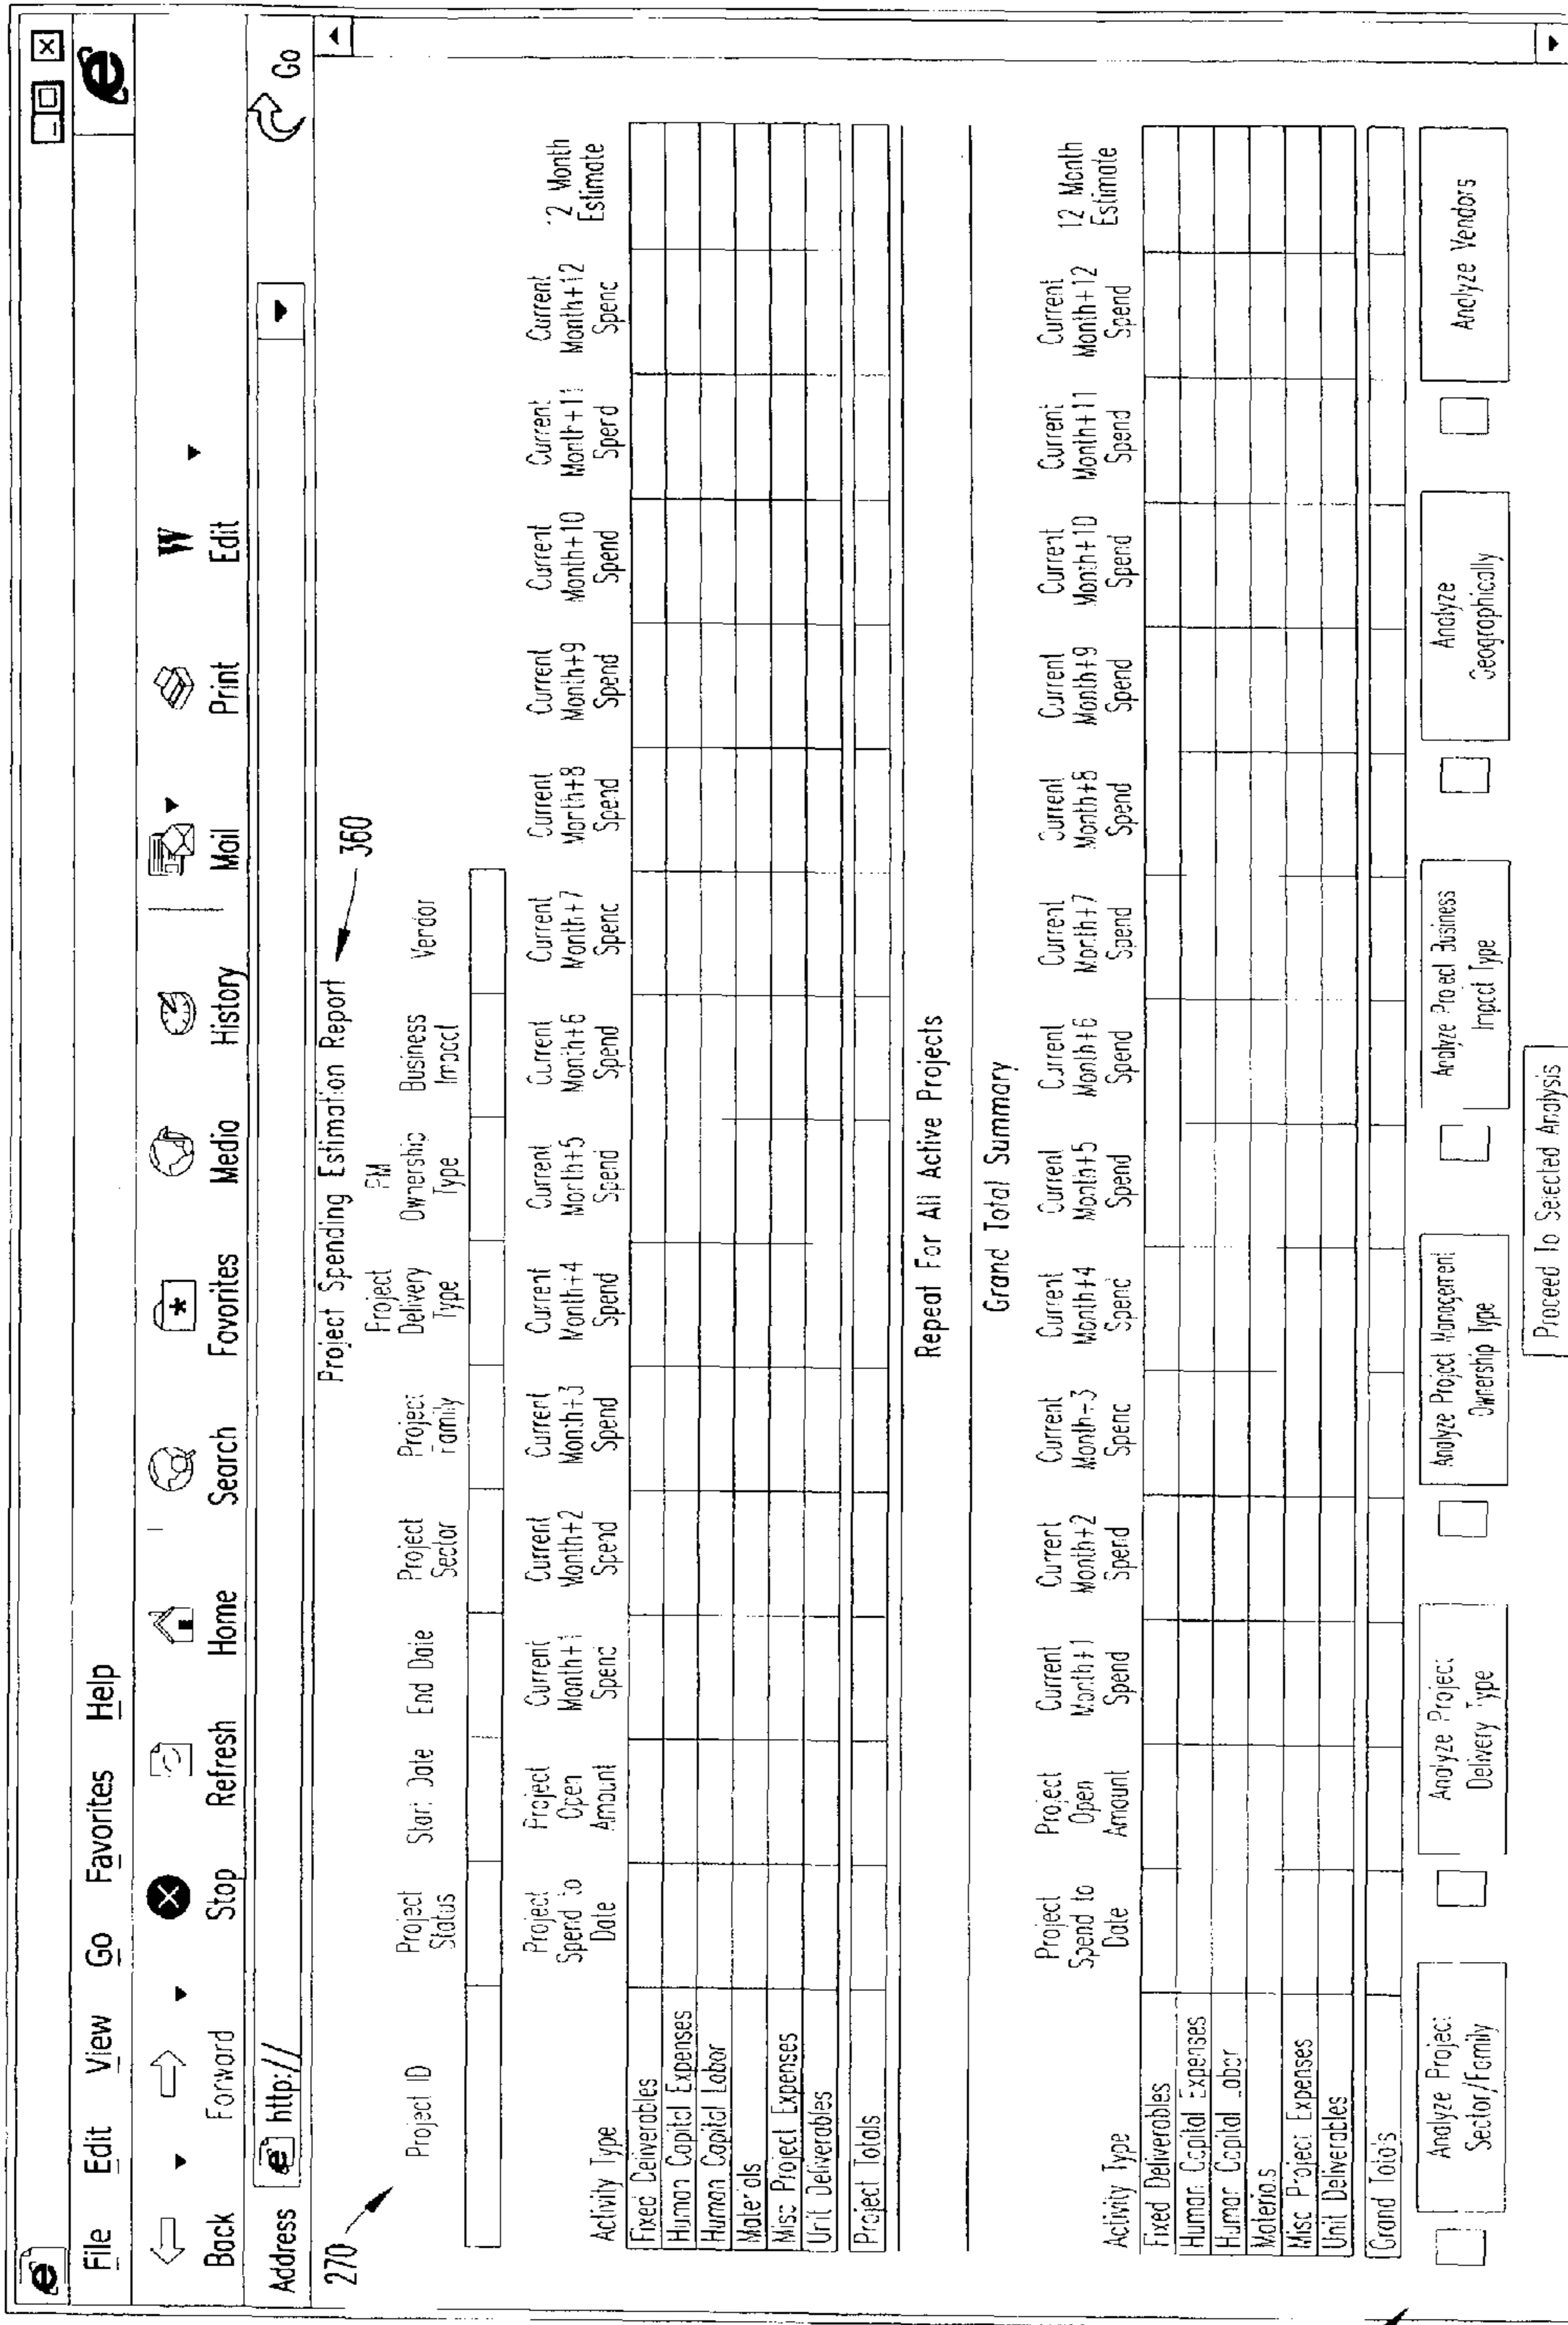 File Edit View Go Favorites Help
Back Forward Stop Refresh Home Search Favorites Media History Mail Print Edit
W
Address http:// Go
270
Project Spending Estimation Report 360
Project ID
Project Status
Start Date
End Date
Project Sector
Project Family
Project Delivery Type
PM Ownership Type
Business Impact
Vendor
Activity Type
Project Spend to Date
Project Open Amount
Current Month+1 Spend
Current Month+2 Spend
Current Month+3 Spend
Current Month+4 Spend
Current Month+5 Spend
Current Month+6 Spend
Current Month+7 Spend
Current Month+8 Spend
Current Month+9 Spend
Current Month+10 Spend
Current Month+11 Spend
Current Month+12 Spend
12 Month Estimate
Fixed Deliverables
Human Capital Expenses
Human Capital Labor
Materials
Misc Project Expenses
Unit Deliverables
Project Totals
Repeat For All Active Projects
Grand Total Summary
Activity Type
Project Spend to Date
Project Open Amount
Current Month+1 Spend
Current Month+2 Spend
Current Month+3 Spend
Current Month+4 Spend
Current Month+5 Spend
Current Month+6 Spend
Current Month+7 Spend
Current Month+8 Spend
Current Month+9 Spend
Current Month+10 Spend
Current Month+11 Spend
Current Month+12 Spend
12 Month Estimate
Fixed Deliverables
Human Capital Expenses
Human Capital Labor
Materials
Misc Project Expenses
Unit Deliverables
Grand Totals
Analyze Project Sector/Family
Analyze Project Delivery Type
Analyze Project Management Ownership Type
Analyze Project Business Impact Type
Analyze Geographically
Analyze Vendors
Proceed To Selected Analysis